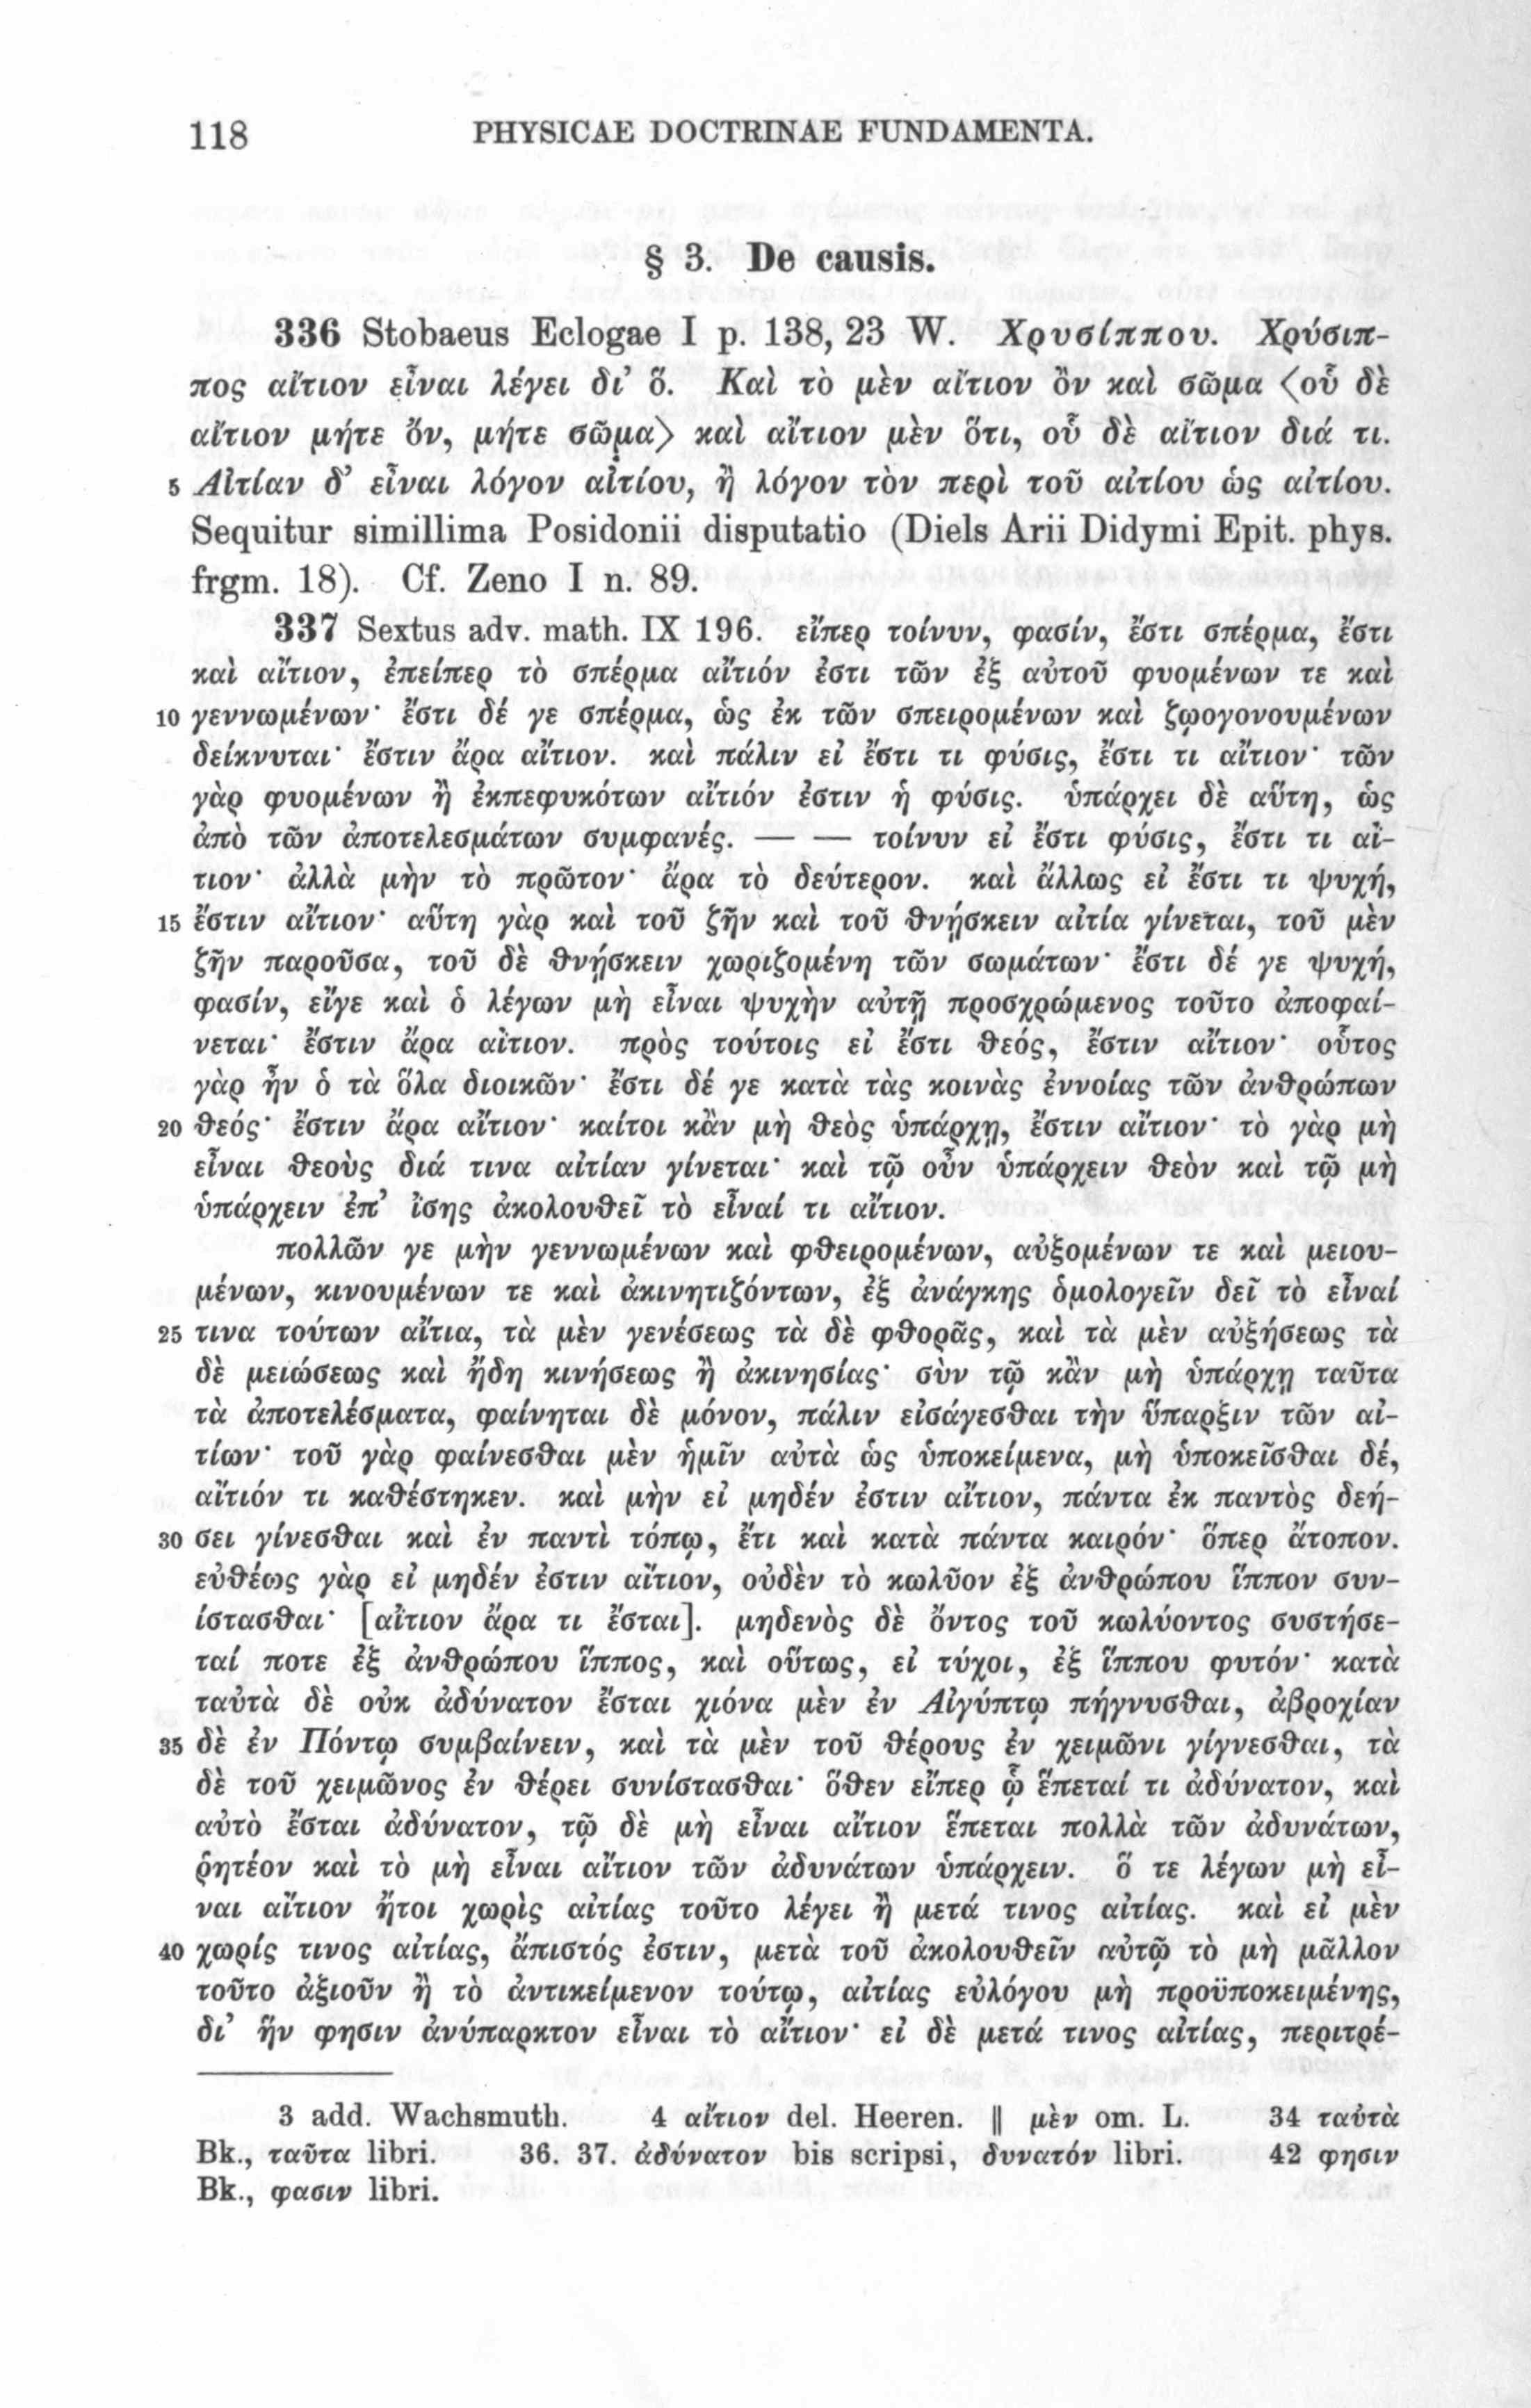 118 PHYSICAE DOCTRINAE FUNDAMENTA.
§ 3. De causis.
336 Stobaeus Eclogae I p. 138, 23 W. Χρυσίππου. Χρύσιπ-
πος αἴτιον εἶναι λέγει δι’ ὅ. Καὶ τὸ μὲν αἴτιον ὂν καὶ σῶμα <οὗ δὲ
αἴτιον μήτε ὄν, μήτε σῶμα> καὶ αἴτιον μὲν ὅτι, οὗ δὲ αἴτιον διά τι.
5 Αἰτίαν δ’ εἶναι λόγον αἰτίου, ἢ λόγον τὸν περὶ τοῦ αἰτίου ὡς αἰτίου.
Sequitur simillima Posidonii disputatio (Diels Arii Didymi Epit. phys.
frgm. 18). Cf. Zeno I n. 89.
337 Sextus adv. math. IX 196. εἴπερ τοίνυν, φασίν, ἔστι σπέρμα, ἔστι
καὶ αἴτιον, ἐπείπερ τὸ σπέρμα αἴτιόν ἐστι τῶν ἐξ αὐτοῦ φυομένων τε καὶ
10 γεννωμένων· ἔστι δέ γε σπέρμα, ὡς ἐκ τῶν σπειρομένων καὶ ζῳογονουμένων
δείκνυται· ἔστιν ἄρα αἴτιον. καὶ πάλιν εἰ ἔστι τι φύσις, ἔστι τι αἴτιον· τῶν
γὰρ φυομένων ἢ ἐκπεφυκότων αἴτιόν ἐστιν ἡ φύσις. ὑπάρχει δὲ αὕτη, ὡς
ἀπὸ τῶν ἀποτελεσμάτων συμφανές. — — τοίνυν εἰ ἔστι φύσις, ἔστι τι αἴ-
τιον· ἀλλὰ μὴν τὸ πρῶτον· ἄρα τὸ δεύτερον. καὶ ἄλλως εἰ ἔστι τι ψυχή,
15 ἔστιν αἴτιον· αὕτη γὰρ καὶ τοῦ ζῆν καὶ τοῦ θνήσκειν αἰτία γίνεται, τοῦ μὲν
ζῆν παροῦσα, τοῦ δὲ θνῄσκειν χωριζομένη τῶν σωμάτων· ἔστι δέ γε ψυχή,
φασίν, εἴγε καὶ ὁ λέγων μὴ εἶναι ψυχὴν αὐτῇ προσχρώμενος τοῦτο ἀποφαί-
νεται· ἔστιν ἄρα αἴτιον. πρὸς τούτοις εἰ ἔστι θεός, ἔστιν αἴτιον· οὗτος
γὰρ ἦν ὁ τὰ ὅλα διοικῶν· ἔστι δέ γε κατὰ τὰς κοινὰς ἐννοίας τῶν ἀνθρώπων
20 θεός· ἔστιν ἄρα αἴτιον· καίτοι κἂν μὴ θεὸς ὑπάρχῃ, ἔστιν αἴτιον· τὸ γὰρ μὴ
εἶναι θεοὺς διά τινα αἰτίαν γίνεται· καὶ τῷ οὖν ὑπάρχειν θεὸν καὶ τῷ μὴ
ὑπάρχειν ἐπ’ ἴσης ἀκολουθεῖ τὸ εἶναί τι αἴτιον.
πολλῶν γε μὴν γεννωμένων καὶ φθειρομένων, αὐξομένων τε καὶ μειου-
μένων, κινουμένων τε καὶ ἀκινητιζόντων, ἐξ ἀνάγκης ὁμολογεῖν δεῖ τὸ εἶναί
25 τινα τούτων αἴτια, τὰ μὲν γενέσεως τὰ δὲ φθορᾶς, καὶ τὰ μὲν αὐξήσεως τὰ
δὲ μειώσεως καὶ ἤδη κινήσεως ἢ ἀκινησίας· σὺν τῷ κἂν μὴ ὑπάρχῃ ταῦτα
τὰ ἀποτελέσματα, φαίνηται δὲ μόνον, πάλιν εἰσάγεσθαι τὴν ὕπαρξιν τῶν αἰ-
τίων· τοῦ γὰρ φαίνεσθαι μὲν ἡμῖν αὐτὰ ὡς ὑποκείμενα, μὴ ὑποκεῖσθαι δέ,
αἴτιόν τι καθέστηκεν. καὶ μὴν εἰ μηδέν ἐστιν αἴτιον, πάντα ἐκ παντὸς δεή-
30 σει γίνεσθαι καὶ ἐν παντὶ τόπῳ, ἔτι καὶ κατὰ πάντα καιρόν· ὅπερ ἄτοπον.
εὐθέως γὰρ εἰ μηδέν ἐστιν αἴτιον, οὐδὲν τὸ κωλῦον ἐξ ἀνθρώπου ἵππον συν-
ίστασθαι· [αἴτιον ἄρα τι ἔσται]. μηδενὸς δὲ ὄντος τοῦ κωλύοντος συστήσε-
ταί ποτε ἐξ ἀνθρώπου ἵππος, καὶ οὕτως, εἰ τύχοι, ἐξ ἵππου φυτόν· κατὰ
ταὐτὰ δὲ οὐκ ἀδύνατον ἔσται χιόνα μὲν ἐν Αἰγύπτῳ πήγνυσθαι, ἀβροχίαν
35 δὲ ἐν Πόντῳ συμβαίνειν, καὶ τὰ μὲν τοῦ θέρους ἐν χειμῶνι γίγνεσθαι, τὰ
δὲ τοῦ χειμῶνος ἐν θέρει συνίστασθαι· ὅθεν εἴπερ ᾧ ἕπεταί τι ἀδύνατον, καὶ
αὐτὸ ἔσται ἀδύνατον, τῷ δὲ μὴ εἶναι αἴτιον ἕπεται πολλὰ τῶν ἀδυνάτων,
ῥητέον καὶ τὸ μὴ εἶναι αἴτιον τῶν ἀδυνάτων ὑπάρχειν. ὅ τε λέγων μὴ εἶ-
ναι αἴτιον ἤτοι χωρὶς αἰτίας τοῦτο λέγει ἢ μετά τινος αἰτίας. καὶ εἰ μὲν
40 χωρίς τινος αἰτίας, ἄπιστός ἐστιν, μετὰ τοῦ ἀκολουθεῖν αὐτῷ τὸ μὴ μᾶλλον
τοῦτο ἀξιοῦν ἢ τὸ ἀντικείμενον τούτῳ, αἰτίας εὐλόγου μὴ προϋποκειμένης,
δι’ ἥν φησιν ἀνύπαρκτον εἶναι τὸ αἴτιον· εἰ δὲ μετά τινος αἰτίας, περιτρέ-
3 add. Wachsmuth. 4 αἴτιον del. Heeren. || μὲν om. L. 34 ταὐτὰ
Bk., ταῦτα libri. 36. 37. ἀδύνατον bis scripsi, δυνατόν libri. 42 φησιν
Bk., φασιν libri.